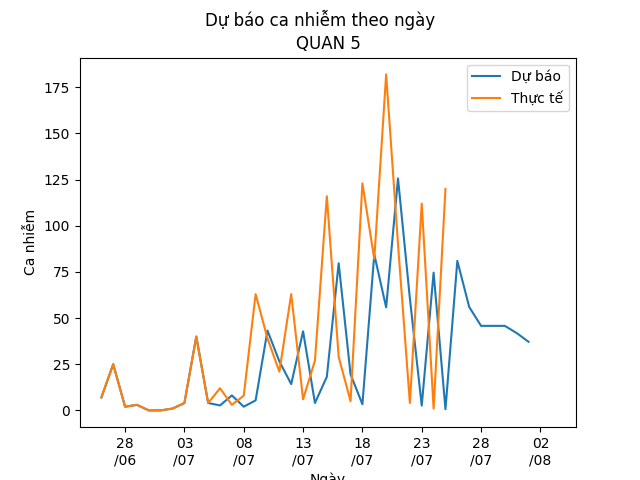 Dự báo ca nhiễm theo ngày
QUAN 5
Dự báo
Thực tế
Ca nhiễm
175
150
125
100
75
50
25
0
28 03 08 13 18 23 28 02
/06 /07 /07 /07 /07 /07 /07 /08
Ngày